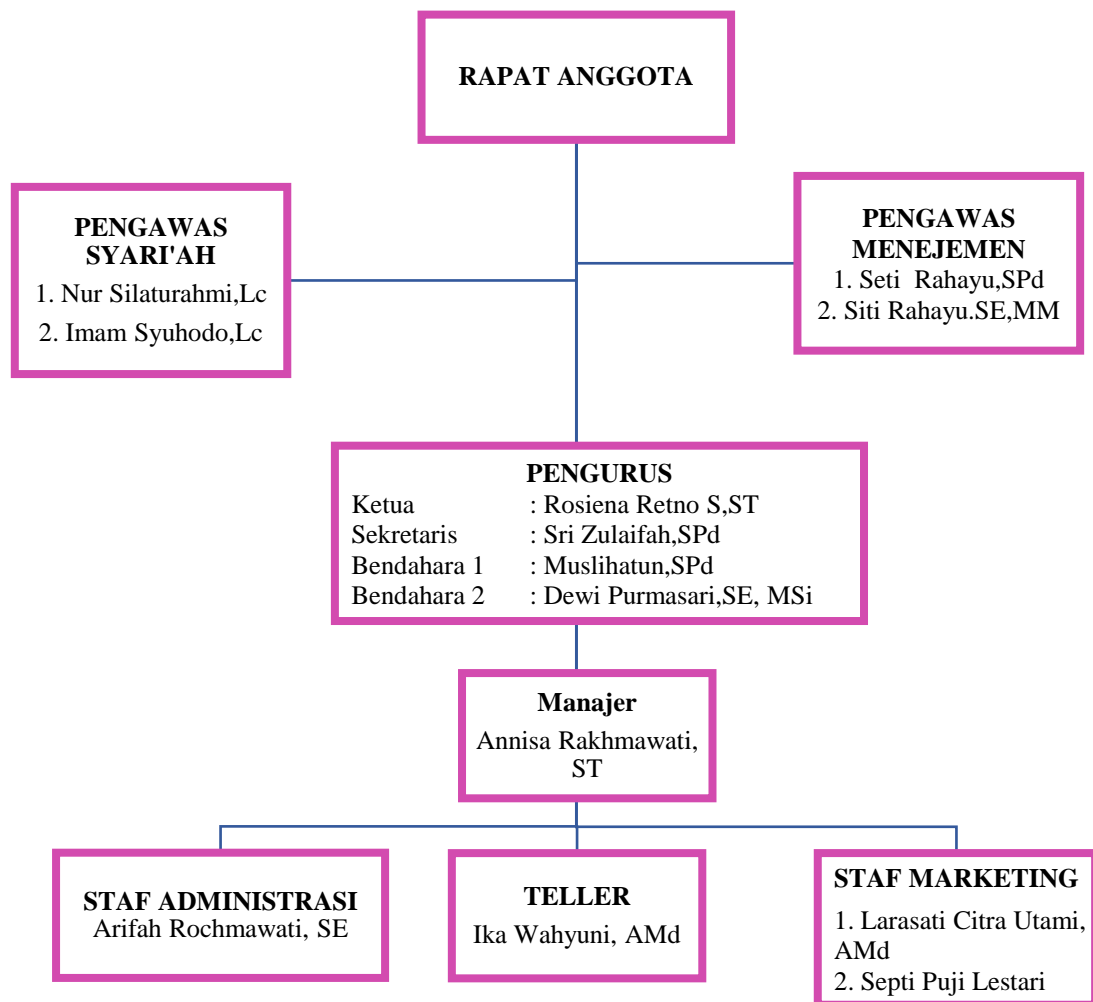 RAPAT ANGGOTA
PENGAWAS
SYARI'AH
1. Nur Silaturahmi,Lc
2. Imam Syuhodo,Lc
PENGAWAS
MENEJEMEN
1. Seti Rahayu,SPd
2. Siti Rahayu.SE,MM
PENGURUS
Ketua : Rosiena Retno S,ST
Sekretaris : Sri Zulaifah,SPd
Bendahara 1 : Muslihatun,SPd
Bendahara 2 : Dewi Purmasari,SE, MSi
Manajer
Annisa Rakhmawati,
ST
STAF ADMINISTRASI
Arifah Rochmawati, SE
TELLER
Ika Wahyuni, AMd
STAF MARKETING
1. Larasati Citra Utami,
AMd
2. Septi Puji Lestari